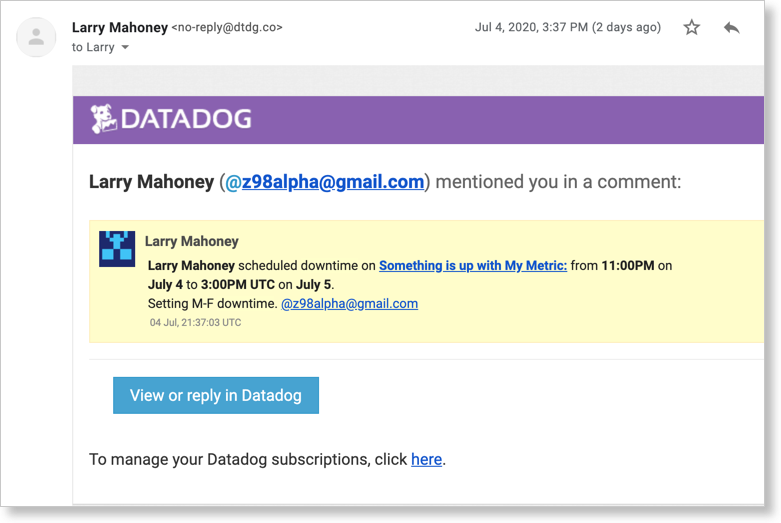 Larry Mahoney <no-reply@dtdg.co> Jul 4, 2020, 3:37 PM (2 days ago)
to Larry
DATADOG
Larry Mahoney (@z98alpha@gmail.com) mentioned you in a comment:
Larry Mahoney
Larry Mahoney scheduled downtime on Something is up with My Metric: from 11:00PM on
July 4 to 3:00PM UTC on July 5.
Setting M-F downtime. @z98alpha@gmail.com
04 Jul, 21:37:03 UTC
View or reply in Datadog
To manage your Datadog subscriptions, click here.